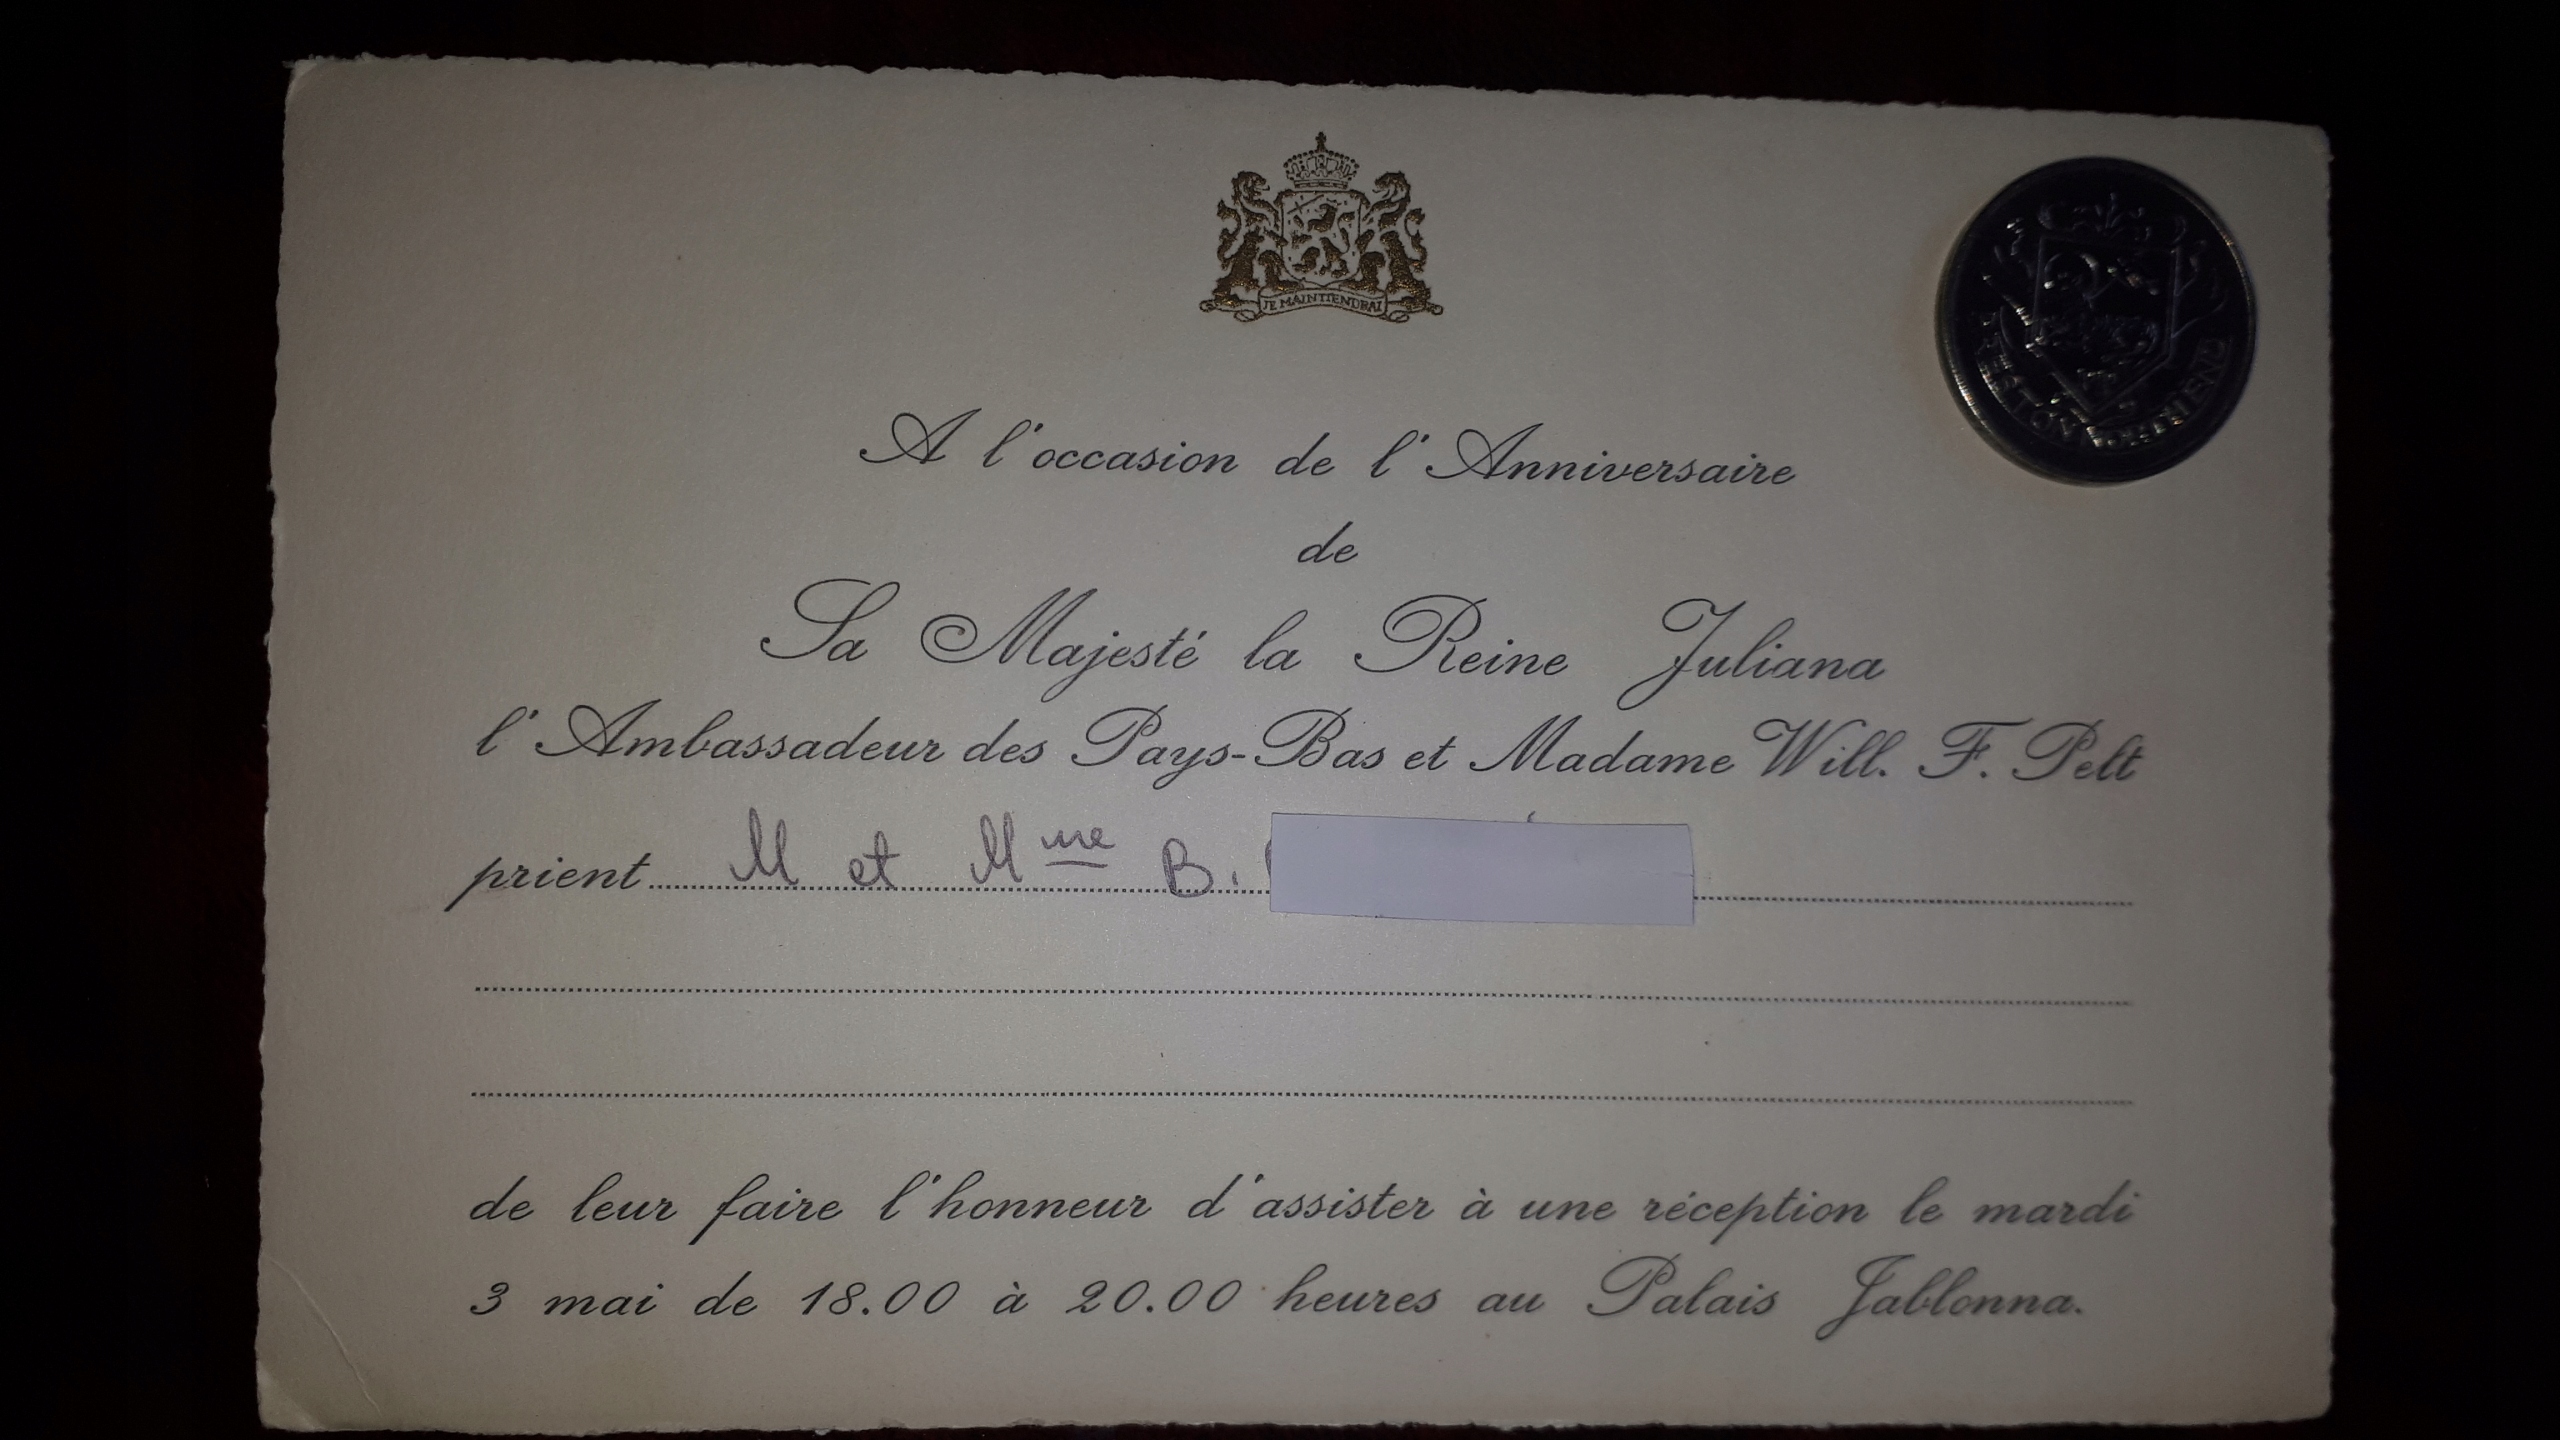 JE MAINTIENDRAI
A l'occasion de l'Anniversaire
de
Sa Majesté la Reine Juliana
l'Ambassadeur des Pays-Bas et Madame Will. F. Pelt
prient M et Mme B.
de leur faire l'honneur d'assister à une réception le mardi
3 mai de 18.00 à 20.00 heures au Palais Jablonna.